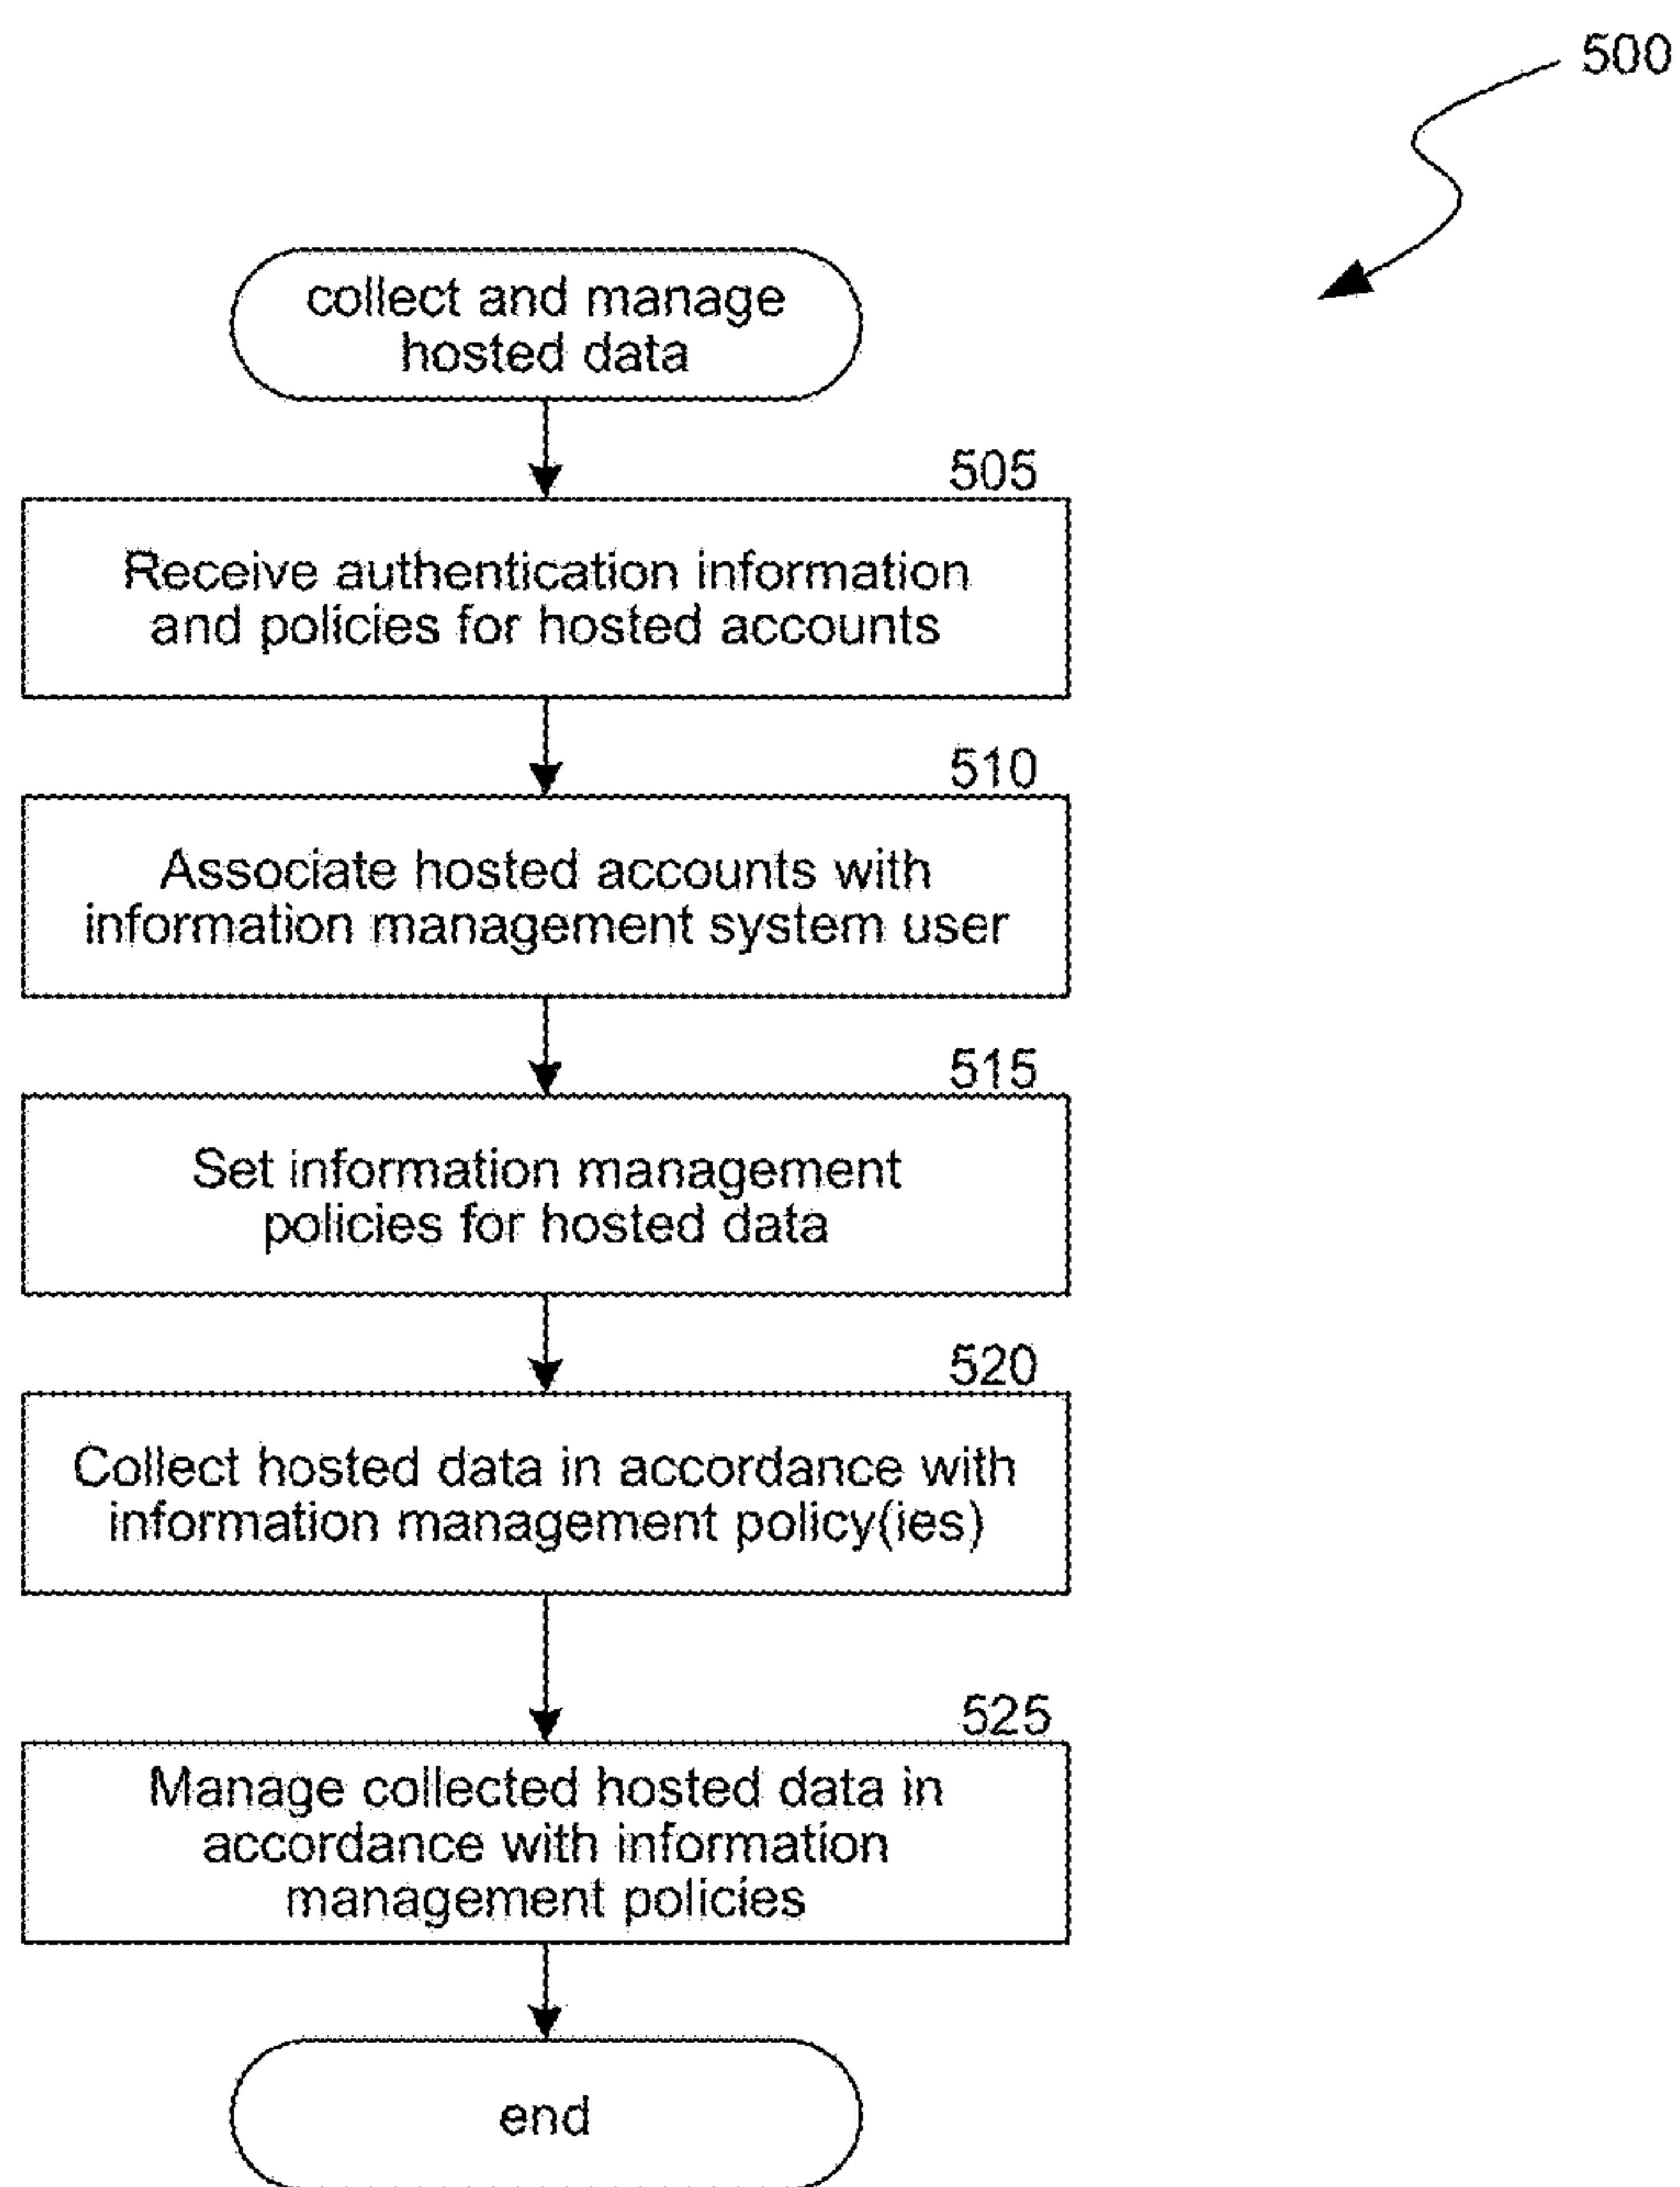 500
collect and manage
hosted data
505
Receive authentication information
and policies for hosted accounts
510
Associate hosted accounts with
information management system user
515
Set information management
policies for hosted data
520
Collect hosted data in accordance with
information management policy(ies)
525
Manage collected hosted data in
accordance with information
management policies
end